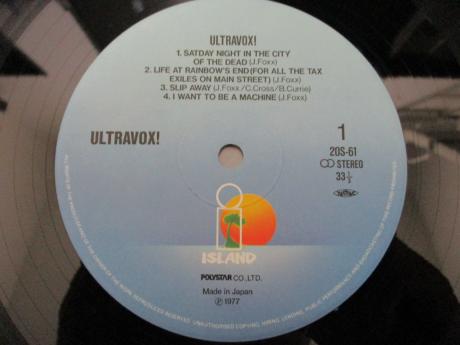 ULTRAVOX!
1. SATDAY NIGHT IN THE CITY
OF THE DEAD (J.Foxx)
2. LIFE AT RAINBOW'S END (FOR ALL THE TAX
EXILES ON MAIN STREET) (J.Foxx)
3. SLIP AWAY (J.Foxx/C.Cross/B.Currie)
4. I WANT TO BE A MACHINE (J.Foxx)
ULTRAVOX!
1
20S-61
STEREO
33 1/3
i
ISLAND
POLYSTAR CO., LTD.
Made in Japan
Ⓟ 1977